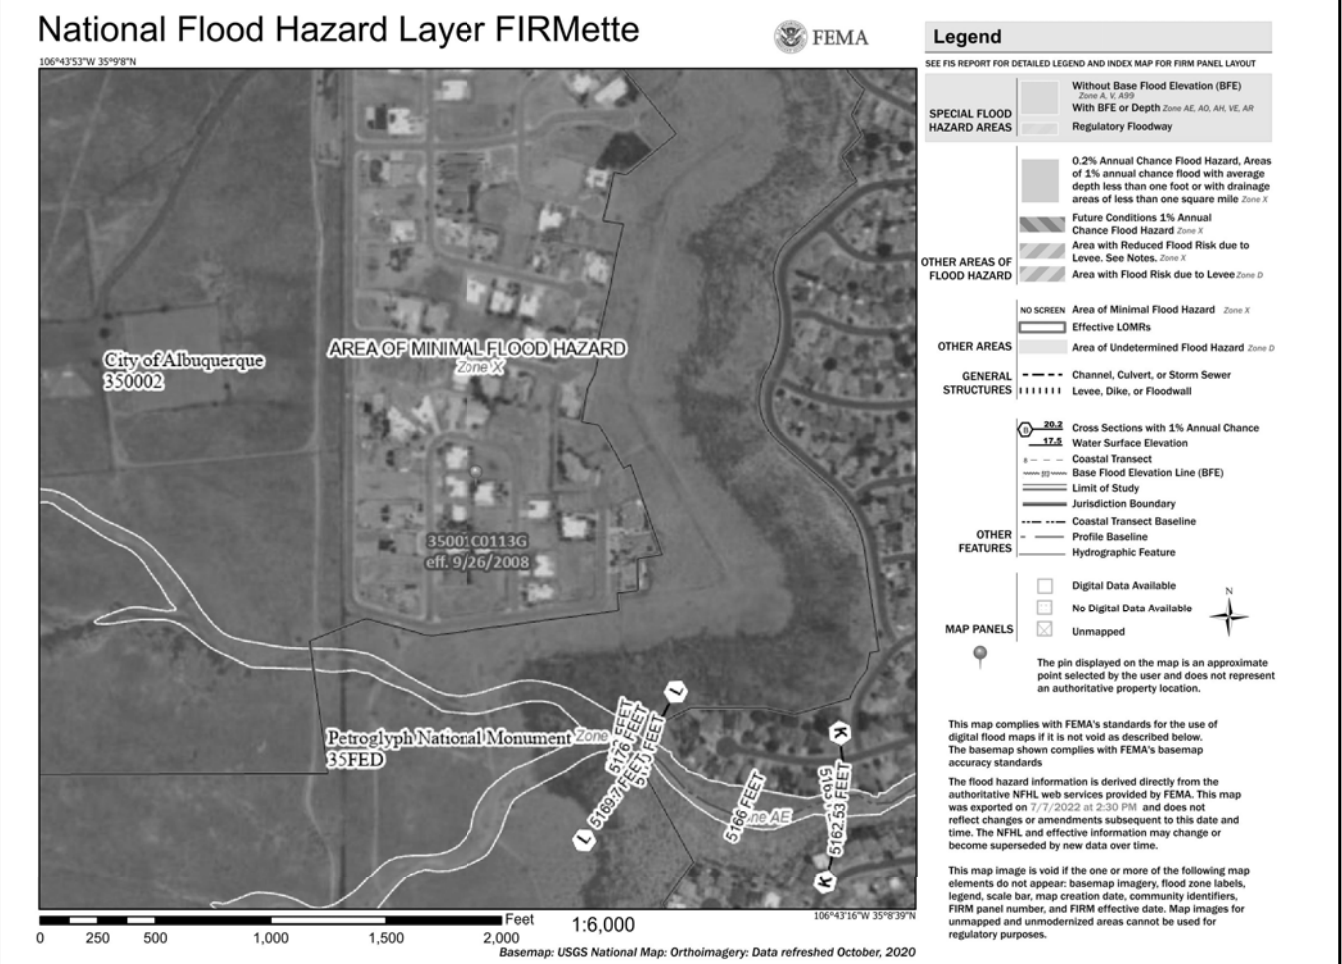 National Flood Hazard Layer FIRMette
FEMA
106°43'53"W 35°9'8"N
City of Albuquerque
350002
AREA OF MINIMAL FLOOD HAZARD
Zone X
35001C0113G
eff. 9/26/2008
Petroglyph National Monument
35FED
Zone
L
FEET
5176 FEET
FEET
5169.7 FEET
L
5166 FEET
ne AE
K
5162.53 FEET
K
106°43'16"W 35°8'39"N
Feet
1:6,000
0 250 500 1,000 1,500 2,000
Basemap: USGS National Map: Orthoimagery: Data refreshed October, 2020
Legend
SEE FIS REPORT FOR DETAILED LEGEND AND INDEX MAP FOR FIRM PANEL LAYOUT
SPECIAL FLOOD
HAZARD AREAS
Without Base Flood Elevation (BFE)
Zone A, V, A99
With BFE or Depth Zone AE, AO, AH, VE, AR
Regulatory Floodway
0.2% Annual Chance Flood Hazard, Areas
of 1% annual chance flood with average
depth less than one foot or with drainage
areas of less than one square mile Zone X
Future Conditions 1% Annual
Chance Flood Hazard Zone X
Area with Reduced Flood Risk due to
Levee. See Notes. Zone X
Area with Flood Risk due to Levee Zone D
OTHER AREAS OF
FLOOD HAZARD
NO SCREEN Area of Minimal Flood Hazard Zone X
Effective LOMRs
OTHER AREAS
Area of Undetermined Flood Hazard Zone D
GENERAL
STRUCTURES
Channel, Culvert, or Storm Sewer
Levee, Dike, or Floodwall
B 20.2 Cross Sections with 1% Annual Chance
17.5 Water Surface Elevation
Coastal Transect
Base Flood Elevation Line (BFE)
Limit of Study
Jurisdiction Boundary
Coastal Transect Baseline
OTHER
FEATURES
Profile Baseline
Hydrographic Feature
Digital Data Available
No Digital Data Available
MAP PANELS
Unmapped
N
The pin displayed on the map is an approximate
point selected by the user and does not represent
an authoritative property location.
This map complies with FEMA's standards for the use of
digital flood maps if it is not void as described below.
The basemap shown complies with FEMA's basemap
accuracy standards
The flood hazard information is derived directly from the
authoritative NFHL web services provided by FEMA. This map
was exported on 7/7/2022 at 2:30 PM and does not
reflect changes or amendments subsequent to this date and
time. The NFHL and effective information may change or
become superseded by new data over time.
This map image is void if the one or more of the following map
elements do not appear: basemap imagery, flood zone labels,
legend, scale bar, map creation date, community identifiers,
FIRM panel number, and FIRM effective date. Map images for
unmapped and unmodernized areas cannot be used for
regulatory purposes.